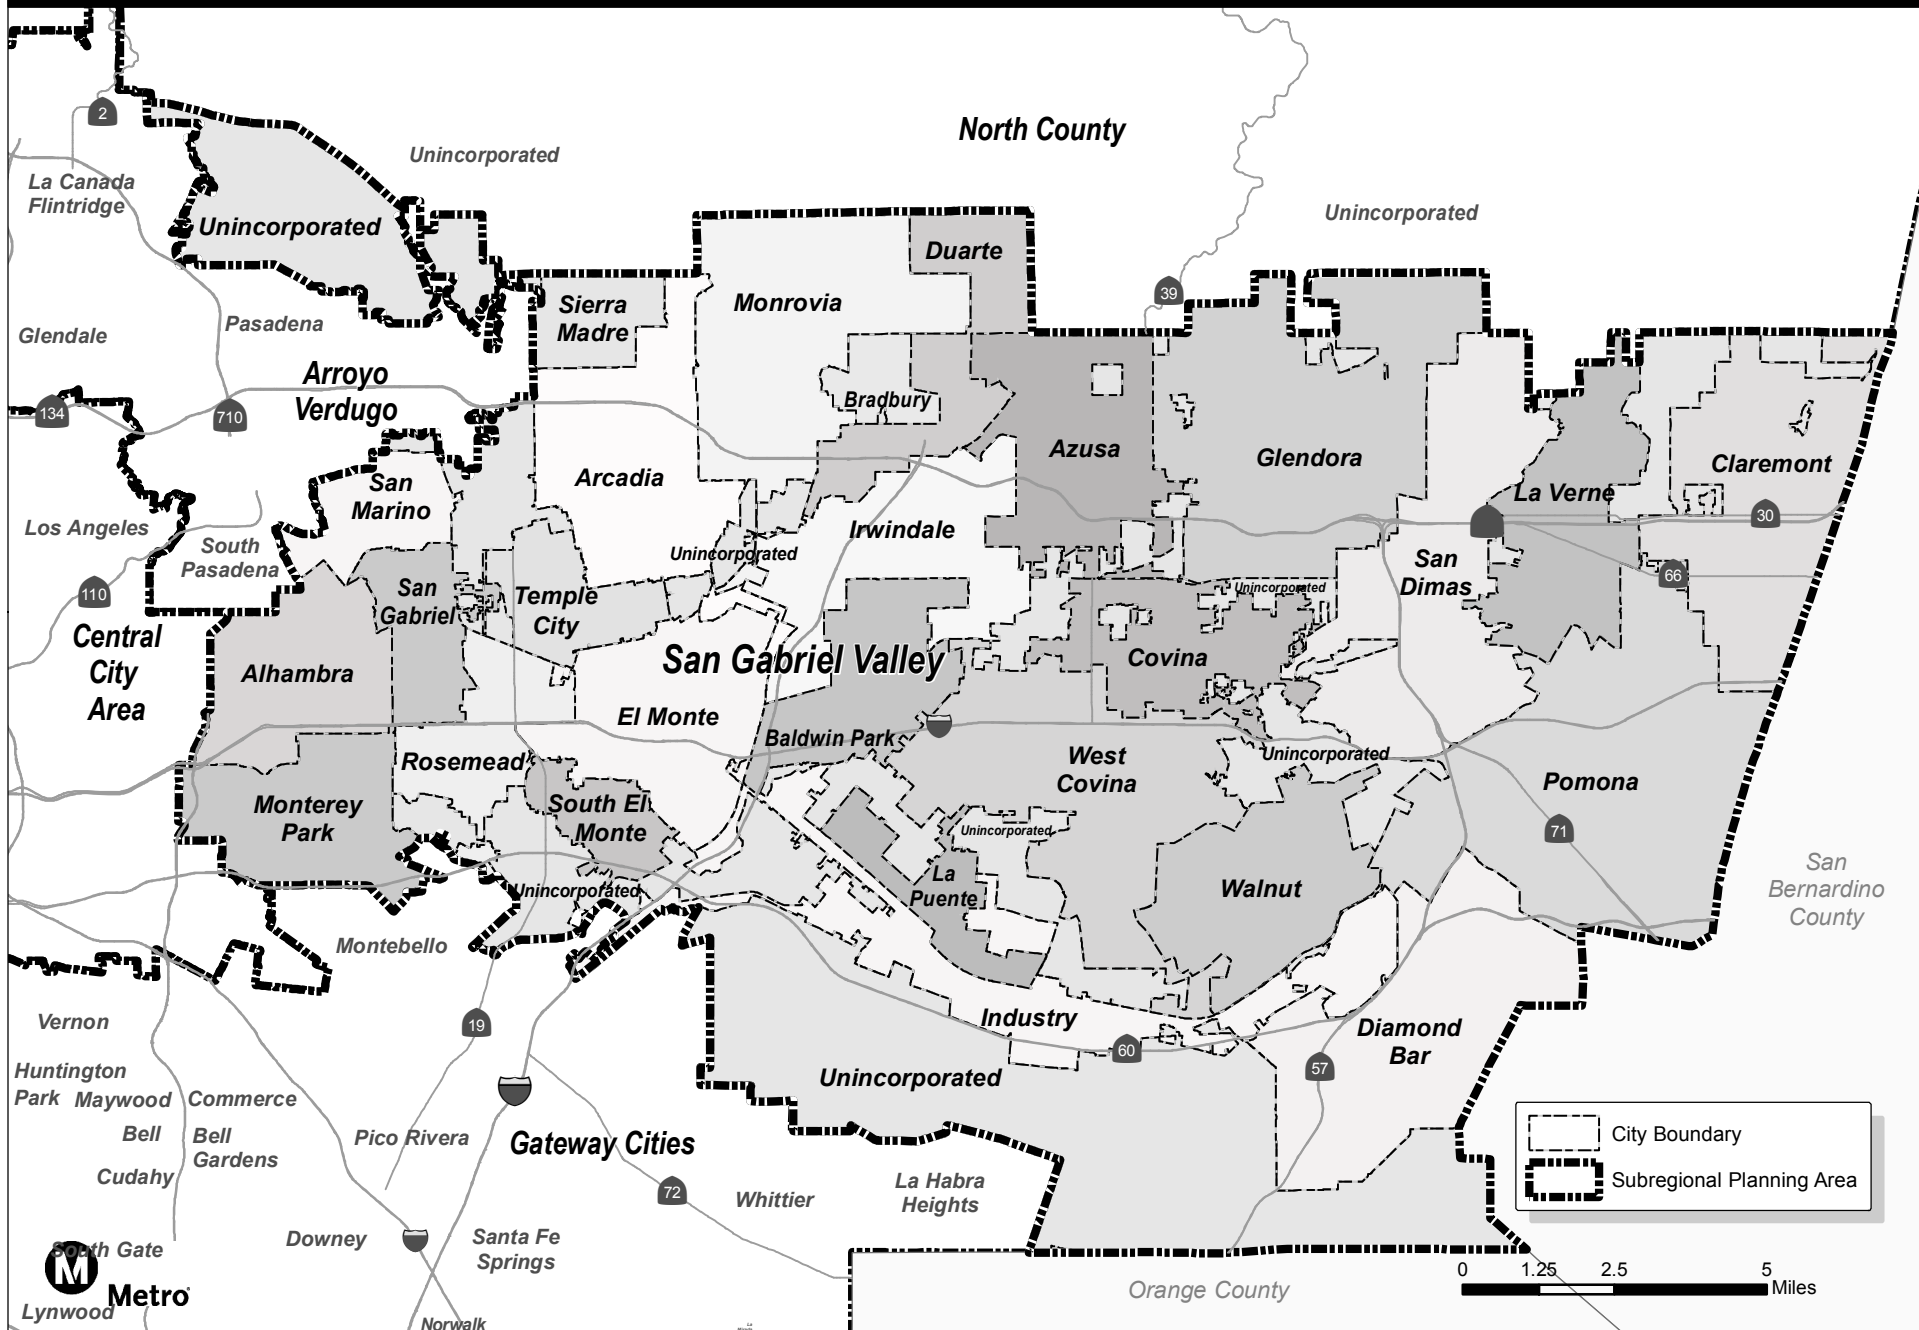 North County
2
Unincorporated
La Canada
Flintridge
Unincorporated
Unincorporated
Duarte
39
Sierra
Madre
Monrovia
Glendale
Pasadena
Arroyo
Verdugo
134
710
Bradbury
Azusa
Glendora
Claremont
La Verne
Arcadia
San
Marino
30
Los Angeles
South
Pasadena
Irwindale
Unincorporated
San
Dimas
66
110
San
Gabriel
Temple
City
Unincorporated
Central
City
Area
Alhambra
San Gabriel Valley
Covina
El Monte
Baldwin Park
Rosemead
West
Covina
Unincorporated
Pomona
Monterey
Park
South El
Monte
Unincorporated
71
La
Puente
Walnut
Unincorporated
San
Bernardino
County
Montebello
Vernon
19
Industry
60
Diamond
Bar
57
Huntington
Park
Maywood
Commerce
Unincorporated
Bell
Bell
Gardens
Cudahy
Pico Rivera
Gateway Cities
72
Whittier
La Habra
Heights
City Boundary
Subregional Planning Area
South Gate
Downey
Santa Fe
Springs
M
Metro
Lynwood
Norwalk
Orange County
0 1.25 2.5 5
Miles